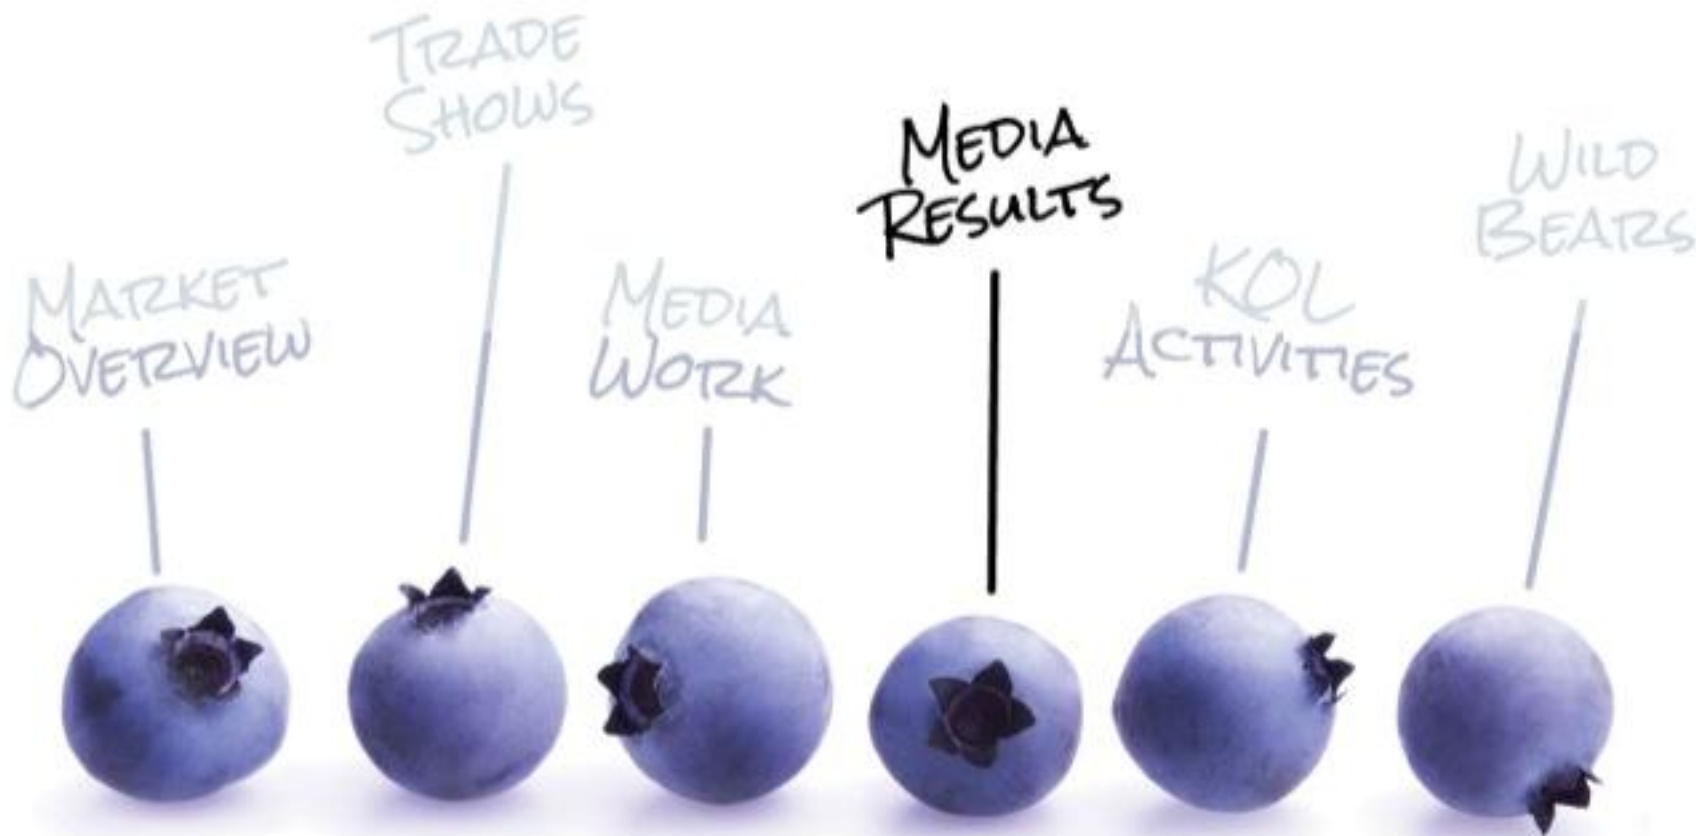 Market
Overview
Trade
Shows
Media
Work
Media
Results
KOL
Activities
Wild
Bears